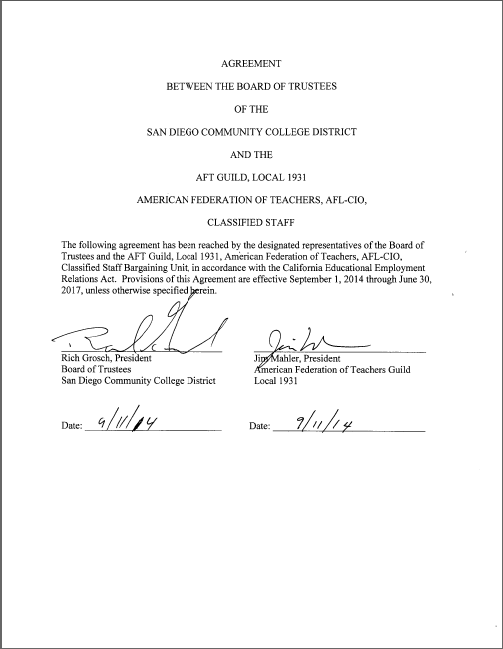 AGREEMENT
BETWEEN THE BOARD OF TRUSTEES
OF THE
SAN DIEGO COMMUNITY COLLEGE DISTRICT
AND THE
AFT GUILD, LOCAL 1931
AMERICAN FEDERATION OF TEACHERS, AFL-CIO,
CLASSIFIED STAFF
The following agreement has been reached by the designated representatives of the Board of
Trustees and the AFT Guild, Local 1931, American Federation of Teachers, AFL-CIO,
Classified Staff Bargaining Unit, in accordance with the California Educational Employment
Relations Act. Provisions of this Agreement are effective September 1, 2014 through June 30,
2017, unless otherwise specified herein.
Rich Grosch, President
Board of Trustees
San Diego Community College District
Jim Mahler, President
American Federation of Teachers Guild
Local 1931
Date: 9/11/14
Date: 9/11/14